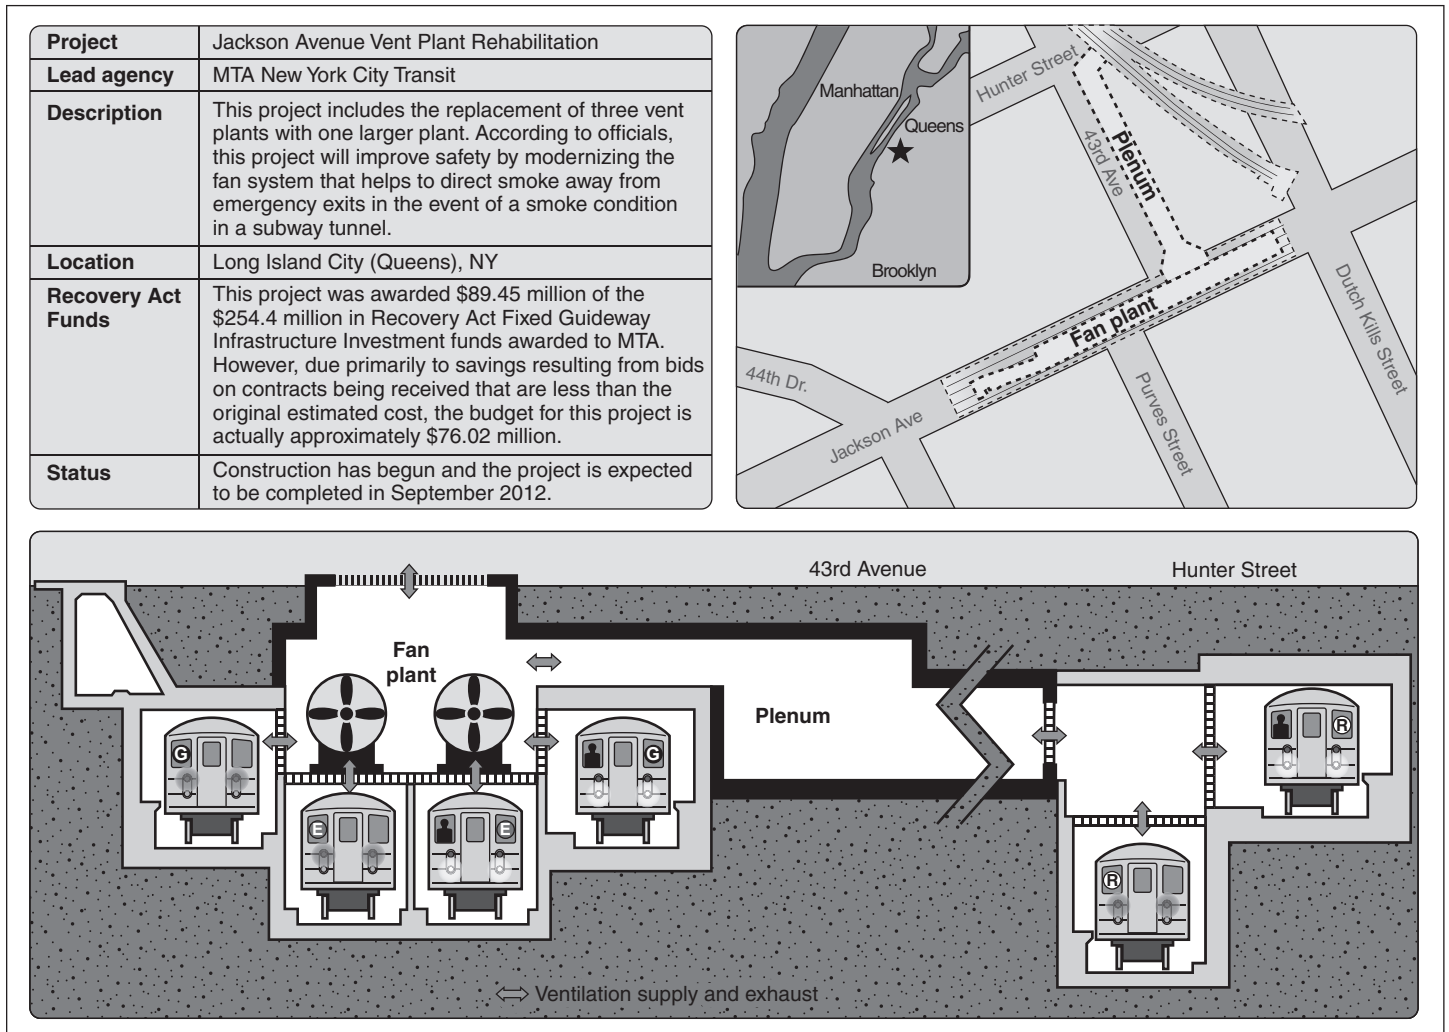 Project
Jackson Avenue Vent Plant Rehabilitation
Lead agency
MTA New York City Transit
Description
This project includes the replacement of three vent
plants with one larger plant. According to officials,
this project will improve safety by modernizing the
fan system that helps to direct smoke away from
emergency exits in the event of a smoke condition
in a subway tunnel.
Location
Long Island City (Queens), NY
Recovery Act
Funds
This project was awarded $89.45 million of the
$254.4 million in Recovery Act Fixed Guideway
Infrastructure Investment funds awarded to MTA.
However, due primarily to savings resulting from bids
on contracts being received that are less than the
original estimated cost, the budget for this project is
actually approximately $76.02 million.
Status
Construction has begun and the project is expected
to be completed in September 2012.
Manhattan
Queens
Brooklyn
Hunter Street
43rd Ave
Plenum
Fan plant
Dutch Kills Street
44th Dr.
Jackson Ave
Purves Street
43rd Avenue
Hunter Street
Fan
plant
Plenum
G
G
R
E
E
R
Ventilation supply and exhaust